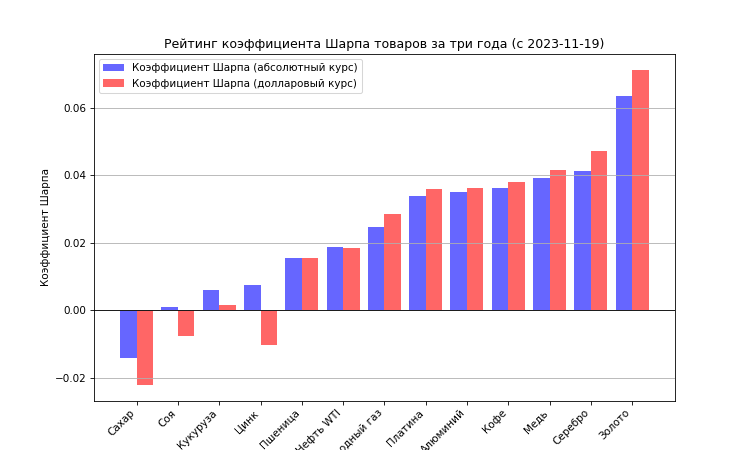 Рейтинг коэффициента Шарпа товаров за три года (с 2023-11-19)
Коэффициент Шарпа (абсолютный курс)
Коэффициент Шарпа (долларовый курс)
Коэффициент Шарпа
0.06
0.04
0.02
0.00
−0.02
Сахар
Соя
Кукуруза
Цинк
Пшеница
Нефть WTI
газ
Платина
Алюминий
Кофе
Медь
Серебро
Золото